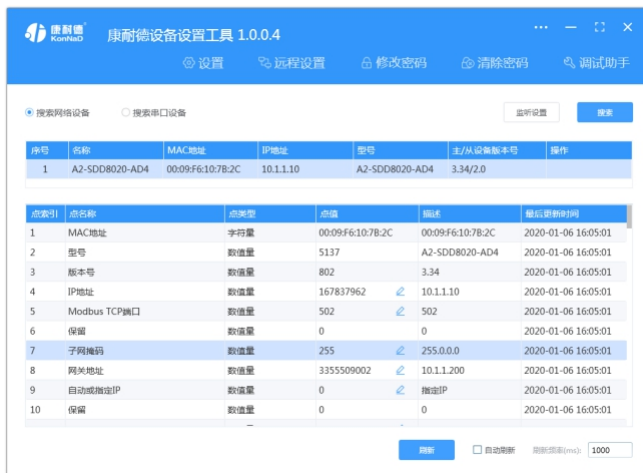 康耐德®
KonNaD
康耐德设备设置工具 1.0.0.4
设置 远程设置 修改密码 清除密码 调试助手
搜索网络设备 搜索串口设备 监听设置 搜索
序号 名称 MAC地址 IP地址 型号 主/从设备版本号 操作
1 A2-SDD8020-AD4 00:09:F6:10:7B:2C 10.1.1.10 A2-SDD8020-AD4 3.34/2.0
点索引 点名称 点类型 点值 描述 最后更新时间
1 MAC地址 字符量 00:09:F6:10:7B:2C 00:09:F6:10:7B:2C 2020-01-06 16:05:01
2 型号 数值量 5137 A2-SDD8020-AD4 2020-01-06 16:05:01
3 版本号 数值量 802 3.34 2020-01-06 16:05:01
4 IP地址 数值量 167837962 10.1.1.10 2020-01-06 16:05:01
5 Modbus TCP端口 数值量 502 502 2020-01-06 16:05:01
6 保留 数值量 0 0 2020-01-06 16:05:01
7 子网掩码 数值量 255 255.0.0.0 2020-01-06 16:05:01
8 网关地址 数值量 3355509002 10.1.1.200 2020-01-06 16:05:01
9 自动或指定IP 数值量 0 指定IP 2020-01-06 16:05:01
10 保留 数值量 0 0 2020-01-06 16:05:01
刷新 自动刷新 刷新频率(ms): 1000